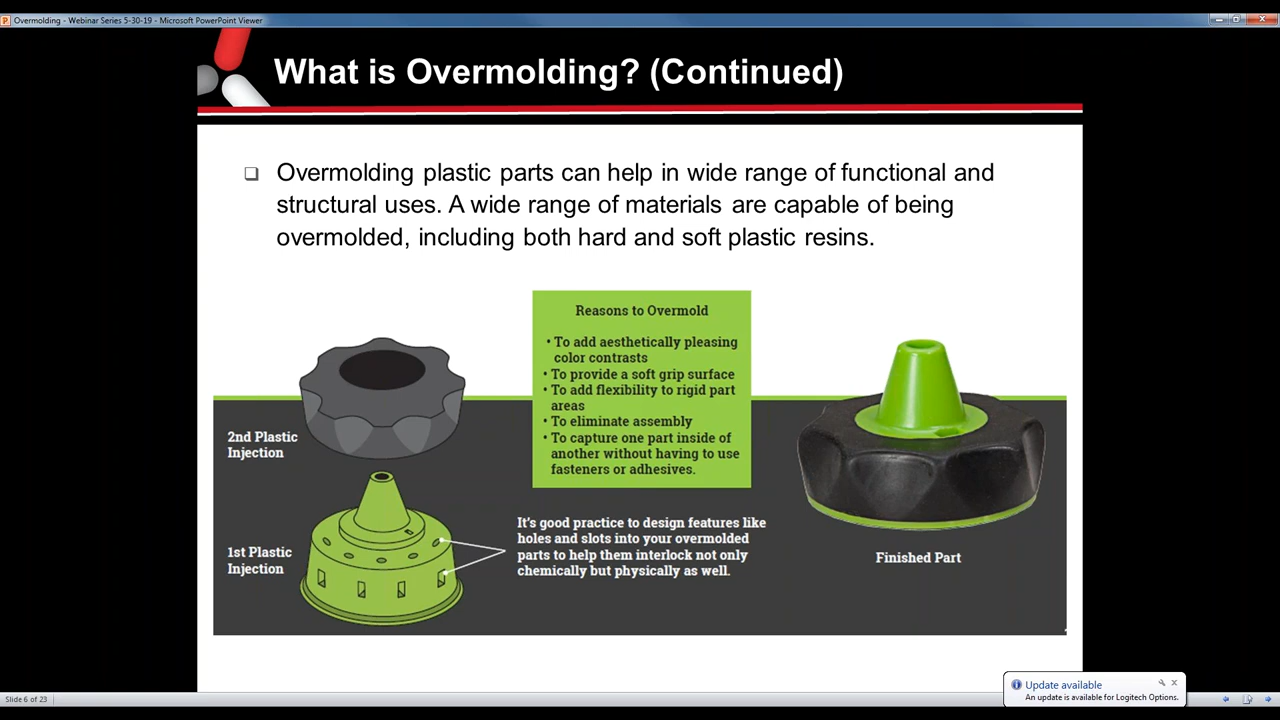 Overmolding - Webinar Series 5-30-19 - Microsoft PowerPoint Viewer
What is Overmolding? (Continued)
Overmolding plastic parts can help in wide range of functional and
structural uses. A wide range of materials are capable of being
overmolded, including both hard and soft plastic resins.
Reasons to Overmold
• To add aesthetically pleasing
color contrasts
• To provide a soft grip surface
• To add flexibility to rigid part
areas
• To eliminate assembly
• To capture one part inside of
another without having to use
fasteners or adhesives.
2nd Plastic
Injection
1st Plastic
Injection
It's good practice to design features like
holes and slots into your overmolded
parts to help them interlock not only
chemically but physically as well.
Finished Part
Update available
An update is available for Logitech Options.
Slide 6 of 23